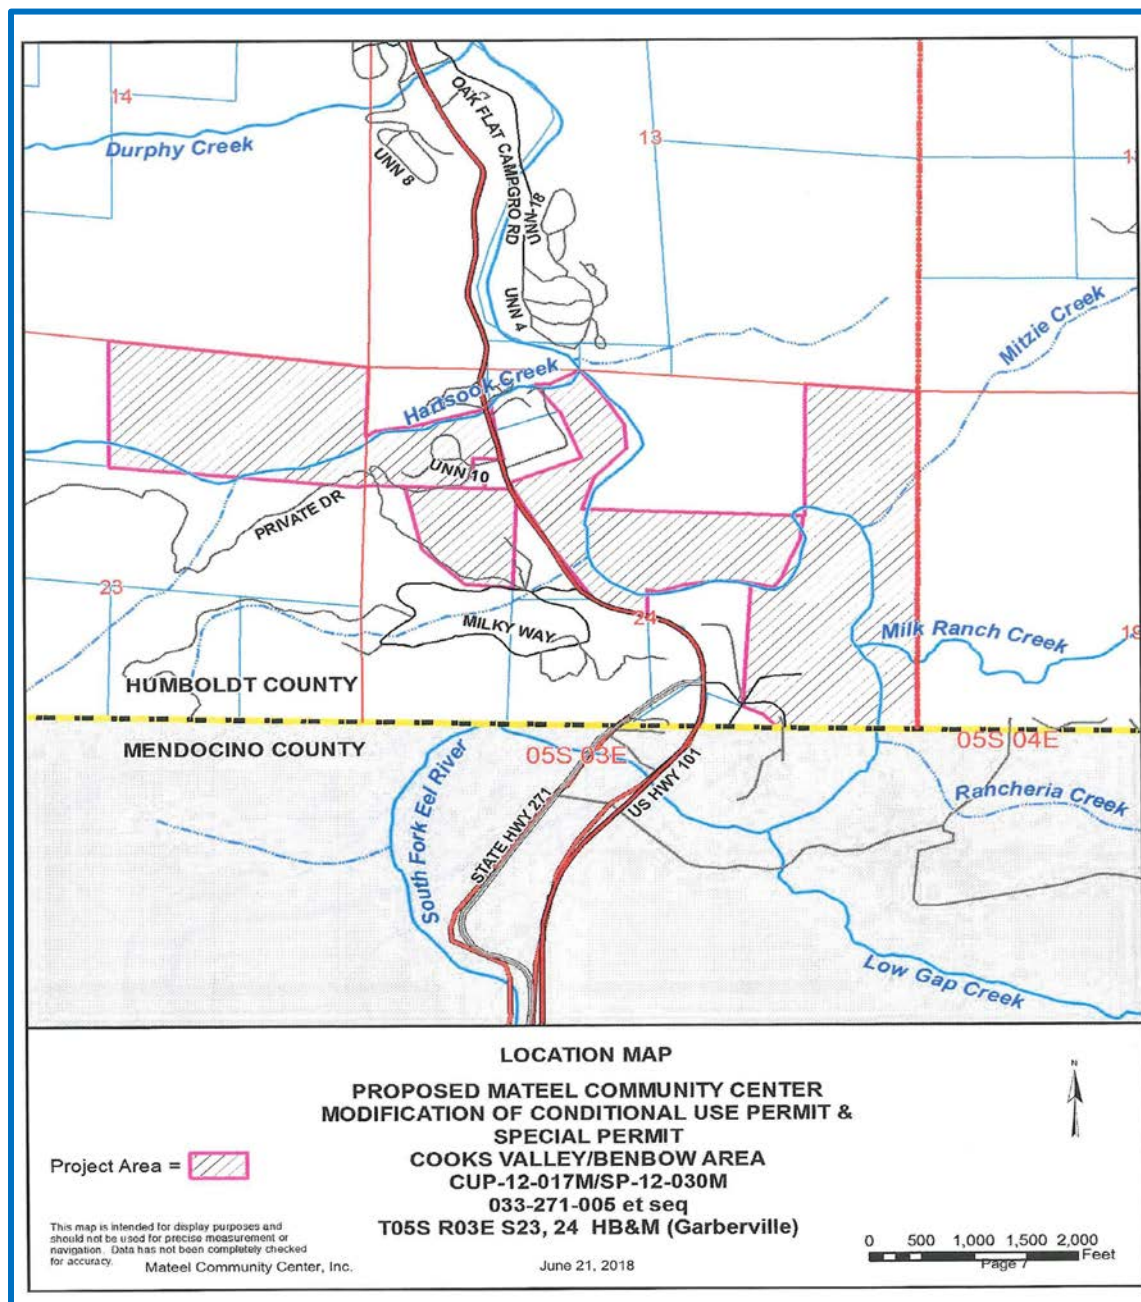 14
13
Durphy Creek
OAK FLAT CAMPGRO RD
UNN 8
UNN 4
Mitzie Creek
Hartsook Creek
UNN 10
PRIVATE DR
23
24
MILKY WAY
Milk Ranch Creek
HUMBOLDT COUNTY
MENDOCINO COUNTY
05S 03E
05S 04E
South Fork Eel River
STATE HWY 271
US HWY 101
Rancheria Creek
Low Gap Creek
LOCATION MAP
PROPOSED MATEEL COMMUNITY CENTER
MODIFICATION OF CONDITIONAL USE PERMIT &
SPECIAL PERMIT
COOKS VALLEY/BENBOW AREA
CUP-12-017M/SP-12-030M
033-271-005 et seq
T05S R03E S23, 24 HB&M (Garberville)
N
Project Area =
This map is intended for display purposes and
should not be used for precise measurement or
navigation. Data has not been completely checked
for accuracy.
Mateel Community Center, Inc.
June 21, 2018
0 500 1,000 1,500 2,000
Feet
Page 7